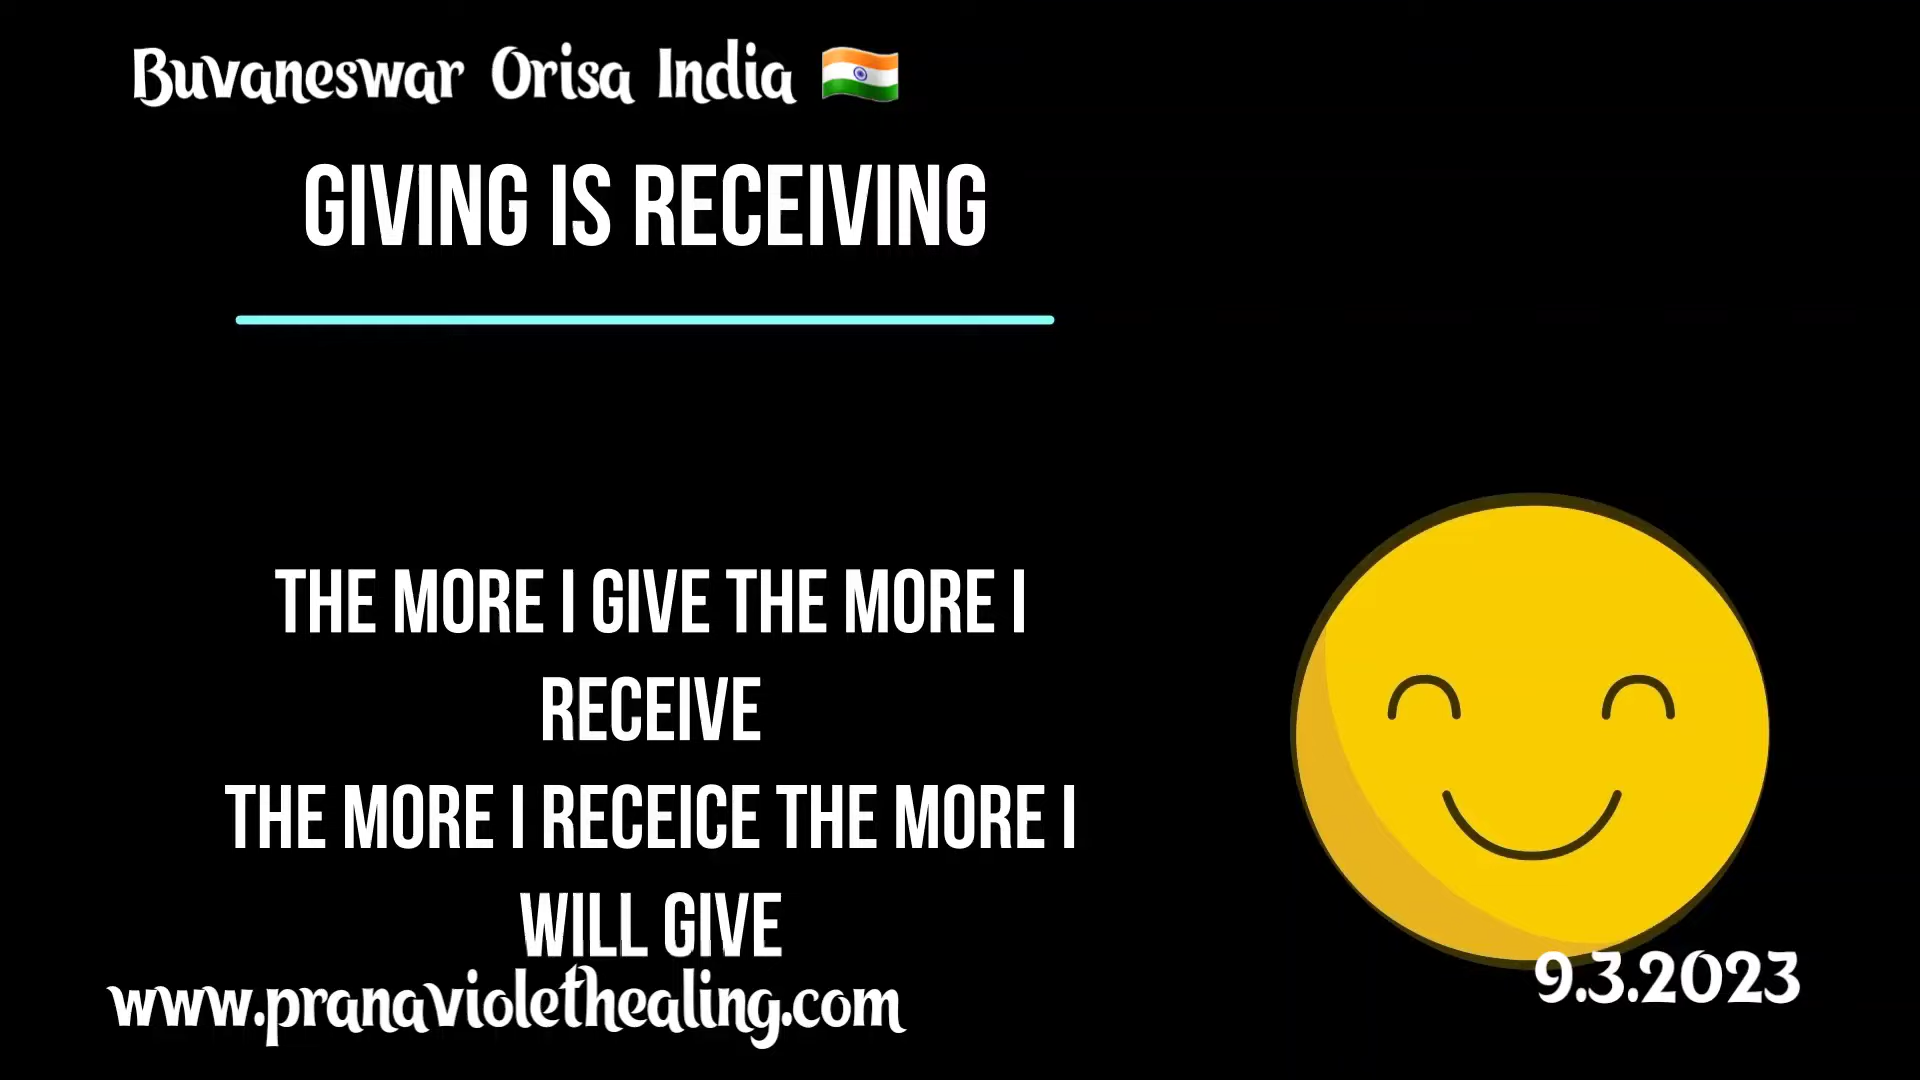 Buvaneswar Orisa India 🇮🇳
GIVING IS RECEIVING
THE MORE I GIVE THE MORE I
RECEIVE
THE MORE I RECEICE THE MORE I
WILL GIVE
www.pranaviolethealing.com
9.3.2023